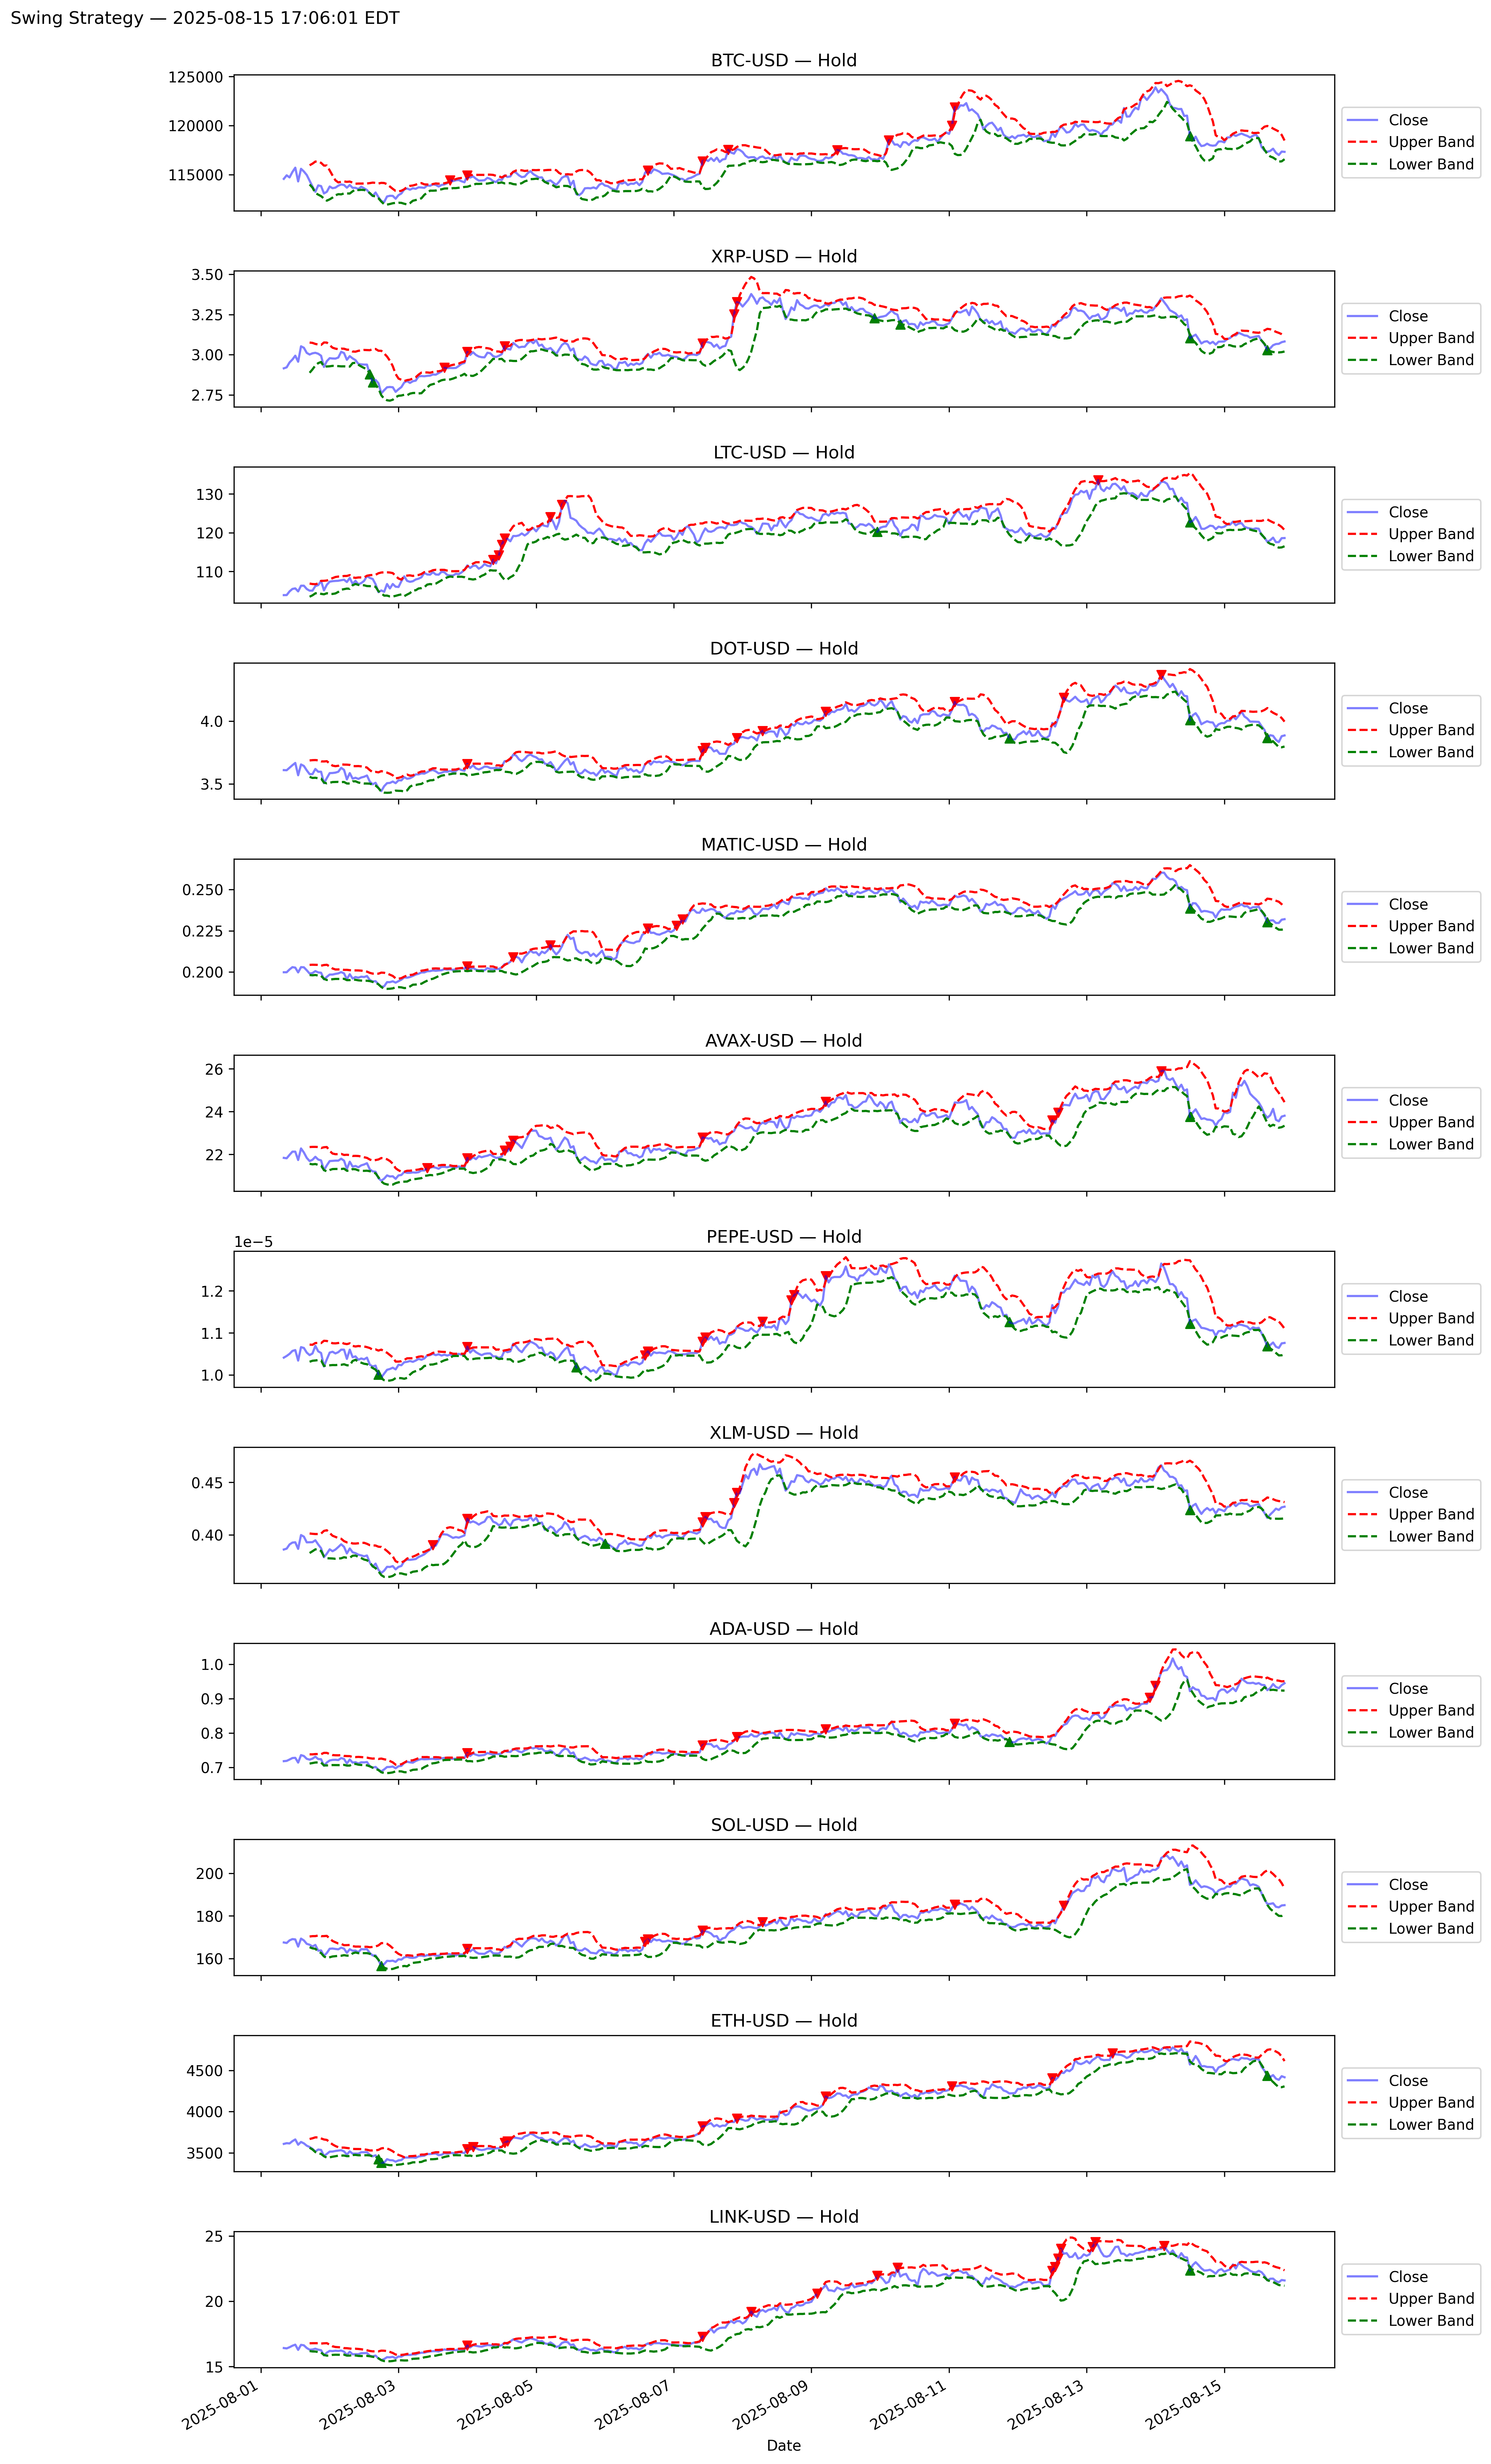 Swing Strategy — 2025-08-15 17:06:01 EDT
BTC-USD — Hold
125000
120000
115000
Close
Upper Band
Lower Band
XRP-USD — Hold
3.50
3.25
3.00
2.75
Close
Upper Band
Lower Band
LTC-USD — Hold
130
120
110
Close
Upper Band
Lower Band
DOT-USD — Hold
4.0
3.5
Close
Upper Band
Lower Band
MATIC-USD — Hold
0.250
0.225
0.200
Close
Upper Band
Lower Band
AVAX-USD — Hold
26
24
22
Close
Upper Band
Lower Band
PEPE-USD — Hold
1e−5
1.2
1.1
1.0
Close
Upper Band
Lower Band
XLM-USD — Hold
0.45
0.40
Close
Upper Band
Lower Band
ADA-USD — Hold
1.0
0.9
0.8
0.7
Close
Upper Band
Lower Band
SOL-USD — Hold
200
180
160
Close
Upper Band
Lower Band
ETH-USD — Hold
4500
4000
3500
Close
Upper Band
Lower Band
LINK-USD — Hold
25
20
15
Close
Upper Band
Lower Band
2025-08-01
2025-08-03
2025-08-05
2025-08-07
2025-08-09
2025-08-11
2025-08-13
2025-08-15
Date